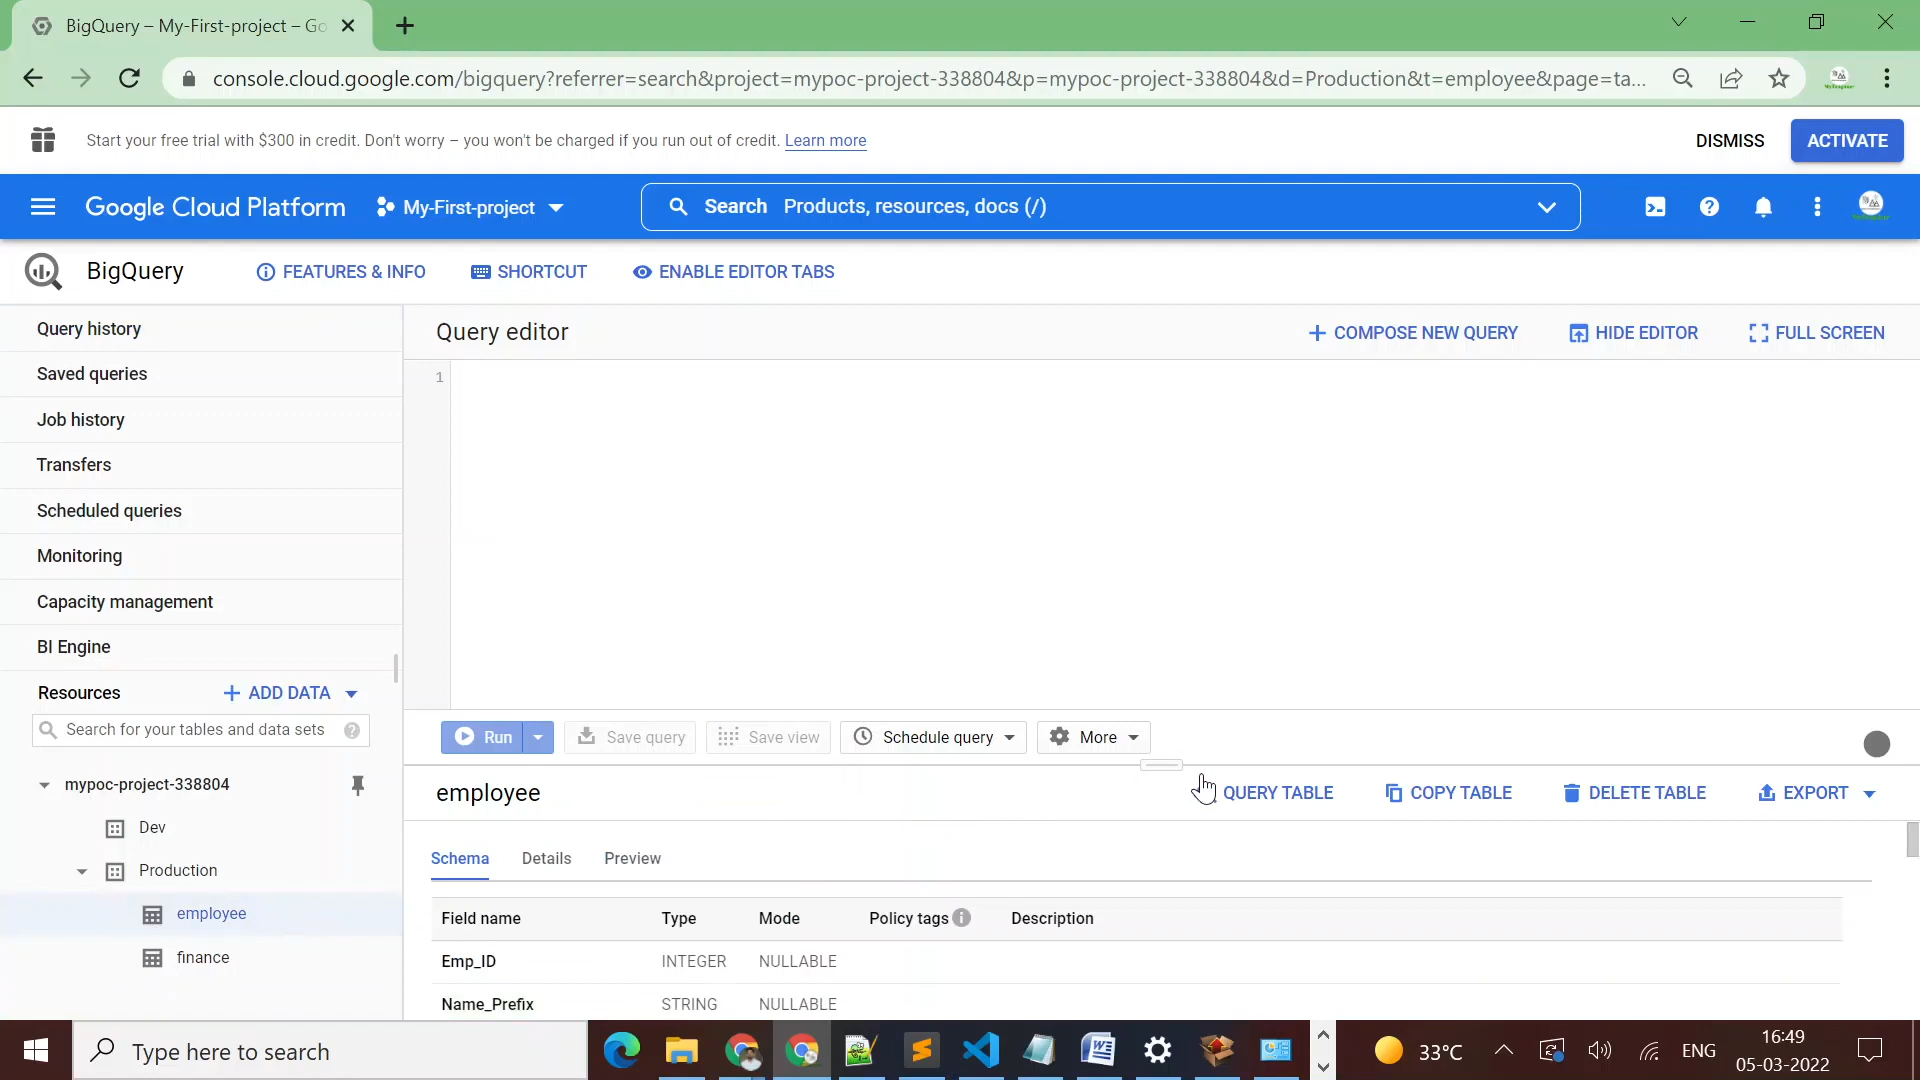 BigQuery – My-First-project – Go
console.cloud.google.com/bigquery?referrer=search&project=mypoc-project-338804&p=mypoc-project-338804&d=Production&t=employee&page=ta...
Start your free trial with $300 in credit. Don't worry – you won't be charged if you run out of credit. Learn more
DISMISS
ACTIVATE
Google Cloud Platform
My-First-project
Search Products, resources, docs (/)
BigQuery
FEATURES & INFO
SHORTCUT
ENABLE EDITOR TABS
Query history
Saved queries
Job history
Transfers
Scheduled queries
Monitoring
Capacity management
BI Engine
Resources
ADD DATA
Search for your tables and data sets
mypoc-project-338804
Dev
Production
employee
finance
Query editor
COMPOSE NEW QUERY
HIDE EDITOR
FULL SCREEN
1
Run
Save query
Save view
Schedule query
More
employee
QUERY TABLE
COPY TABLE
DELETE TABLE
EXPORT
Schema Details Preview
Field name Type Mode Policy tags Description
Emp_ID INTEGER NULLABLE
Name_Prefix STRING NULLABLE
Type here to search
33°C
ENG
16:49
05-03-2022